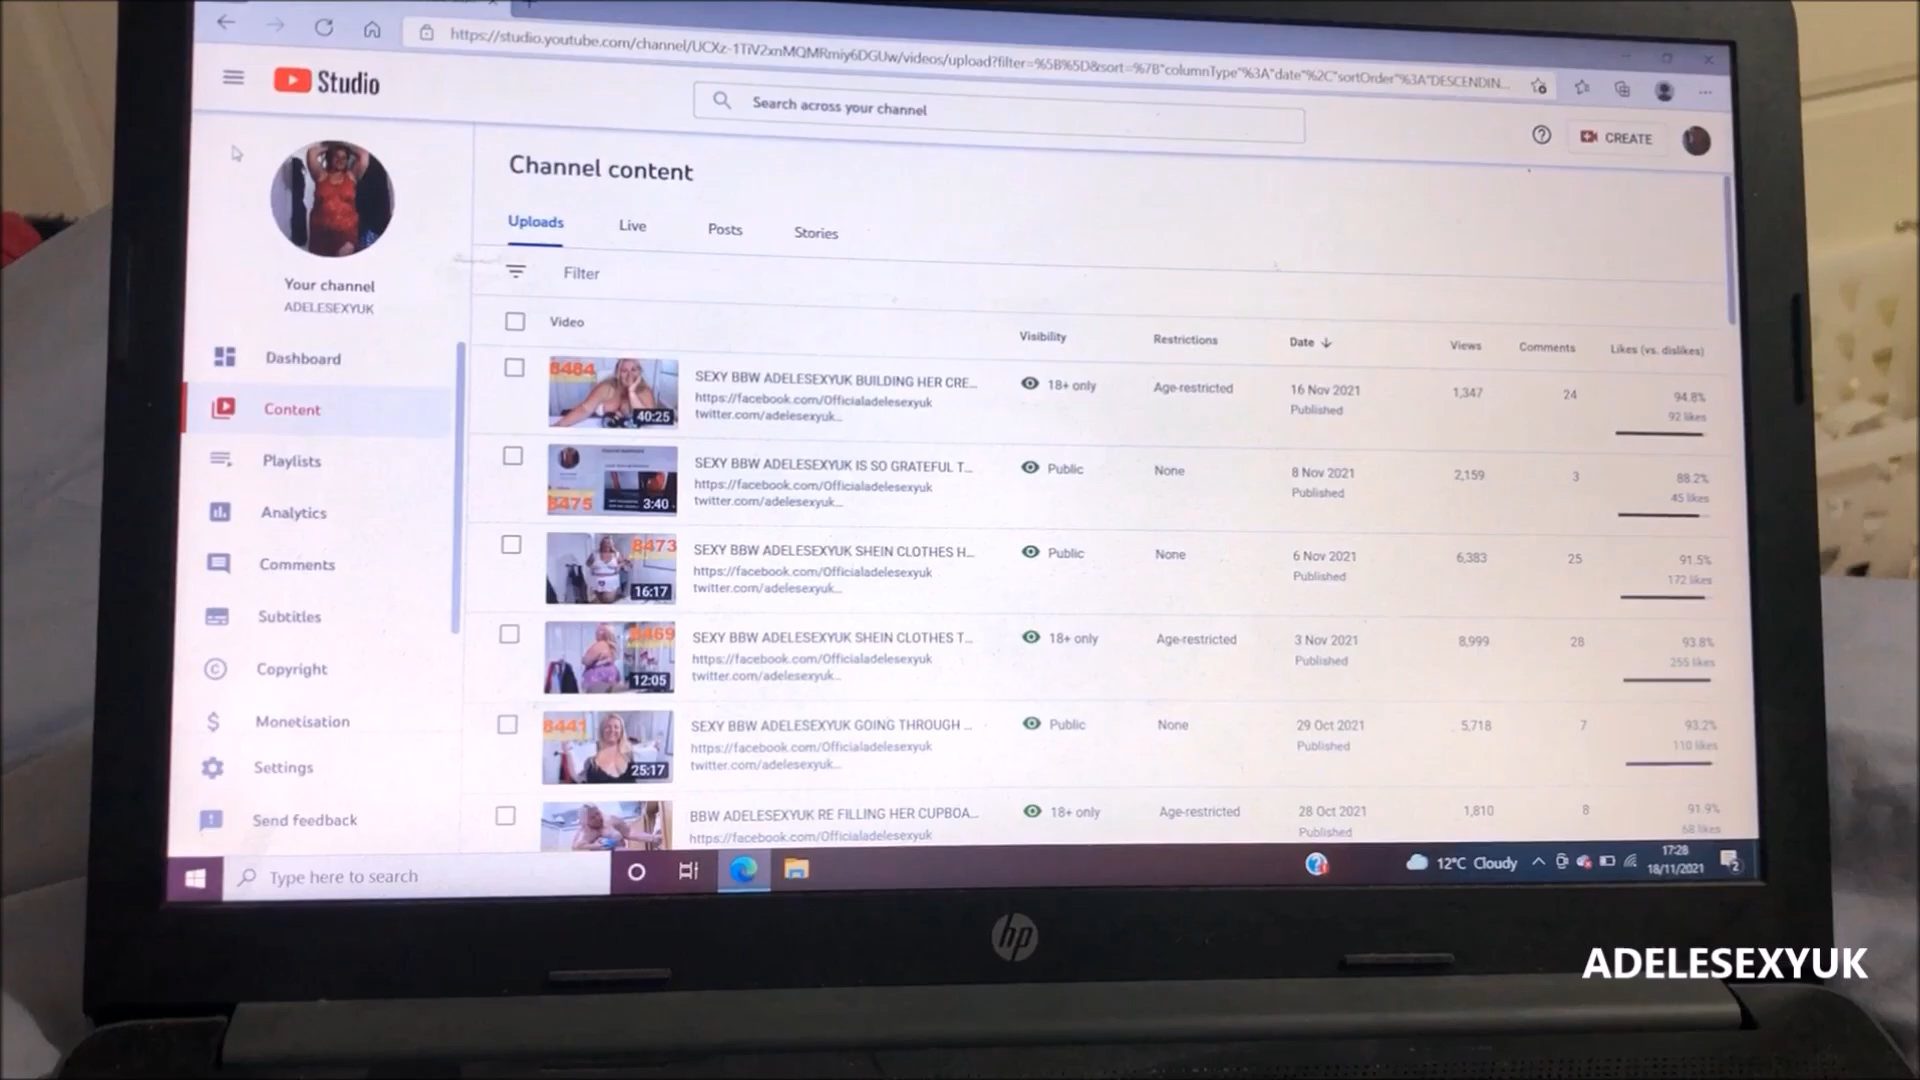 https://studio.youtube.com/channel/UCXz-1TiV2xnMQMRmiy6DGUw/videos/upload?filter=%5B%5D&sort=%7B"columnType"%3A"date"%2C"sortOrder"%3A"DESCENDIN...
Studio
Search across your channel
CREATE
Channel content
Uploads Live Posts Stories
Your channel
ADELESEXYUK
Filter
Dashboard
Content
Playlists
Analytics
Comments
Subtitles
Copyright
Monetisation
Settings
Send feedback
Video Visibility Restrictions Date Views Comments Likes (vs. dislikes)
8484 40:25
SEXY BBW ADELESEXYUK BUILDING HER CRE... 18+ only Age-restricted 16 Nov 2021 1,347 24 94.8%
https://facebook.com/Officialadelesexyuk Published 92 likes
twitter.com/adelesexyuk...
8475 3:40
SEXY BBW ADELESEXYUK IS SO GRATEFUL T... Public None 8 Nov 2021 2,159 3 88.2%
https://facebook.com/Officialadelesexyuk Published 45 likes
twitter.com/adelesexyuk...
8473 16:17
SEXY BBW ADELESEXYUK SHEIN CLOTHES H... Public None 6 Nov 2021 6,383 25 91.5%
https://facebook.com/Officialadelesexyuk Published 172 likes
twitter.com/adelesexyuk...
8469 12:05
SEXY BBW ADELESEXYUK SHEIN CLOTHES T... 18+ only Age-restricted 3 Nov 2021 8,999 28 93.8%
https://facebook.com/Officialadelesexyuk Published 255 likes
twitter.com/adelesexyuk...
8441 25:17
SEXY BBW ADELESEXYUK GOING THROUGH ... Public None 29 Oct 2021 5,718 7 93.2%
https://facebook.com/Officialadelesexyuk Published 110 likes
twitter.com/adelesexyuk...
BBW ADELESEXYUK RE FILLING HER CUPBOA... 18+ only Age-restricted 28 Oct 2021 1,810 8 91.9%
https://facebook.com/Officialadelesexyuk Published 68 likes
Type here to search
12°C Cloudy
17:28
18/11/2021
2
hp
ADELESEXYUK